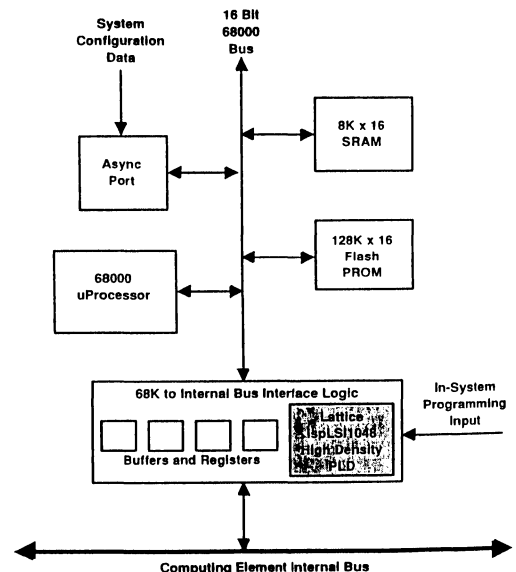 System
Configuration
Data
16 Bit
68000
Bus
Async
Port
8K x 16
SRAM
128K x 16
Flash
PROM
68000
uProcessor
68K to Internal Bus Interface Logic
Buffers and Registers
Lattice
ispLSI1048
High Density
PLD
In-System
Programming
Input
Computing Element Internal Bus